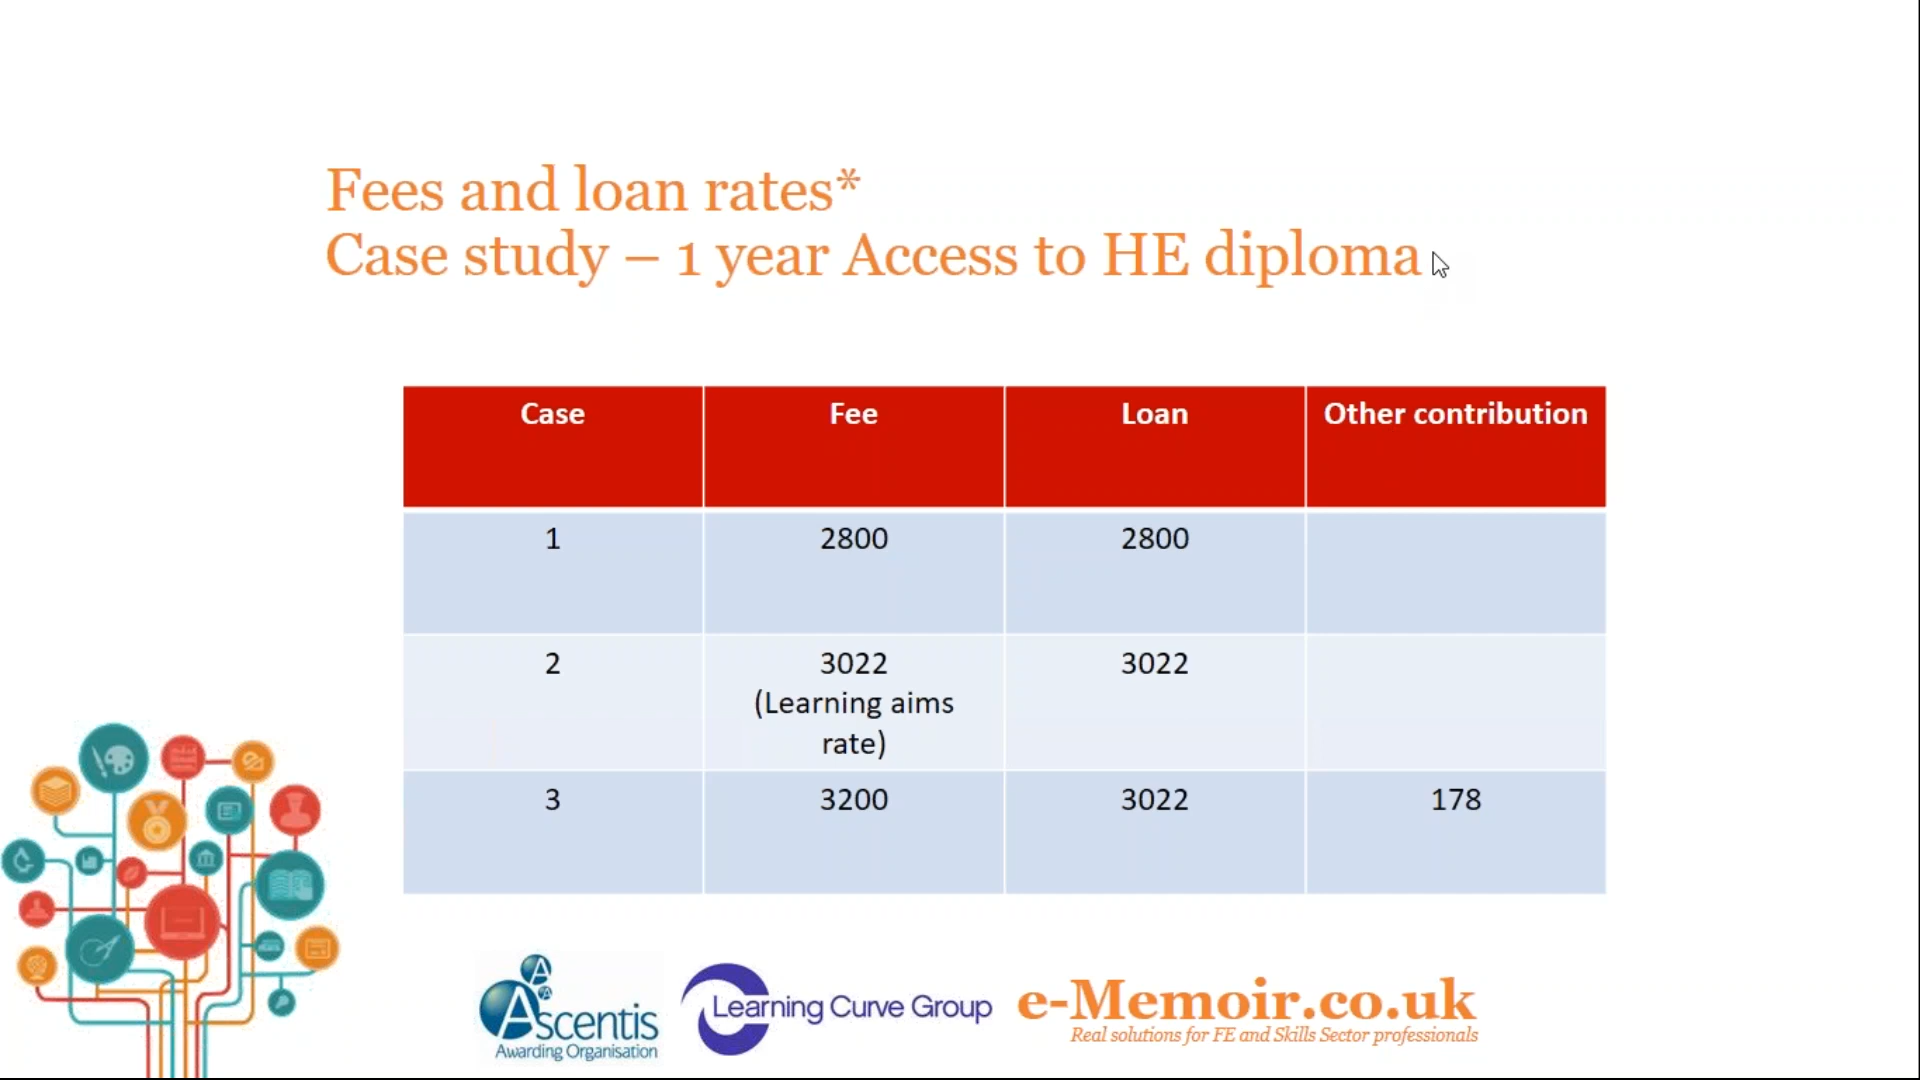 Fees and loan rates*
Case study – 1 year Access to HE diploma
Case Fee Loan Other contribution
1 2800 2800
2 3022 3022
(Learning aims
rate)
3 3200 3022 178
Ascentis
Awarding Organisation
Learning Curve Group
e-Memoir.co.uk
Real solutions for FE and Skills Sector professionals